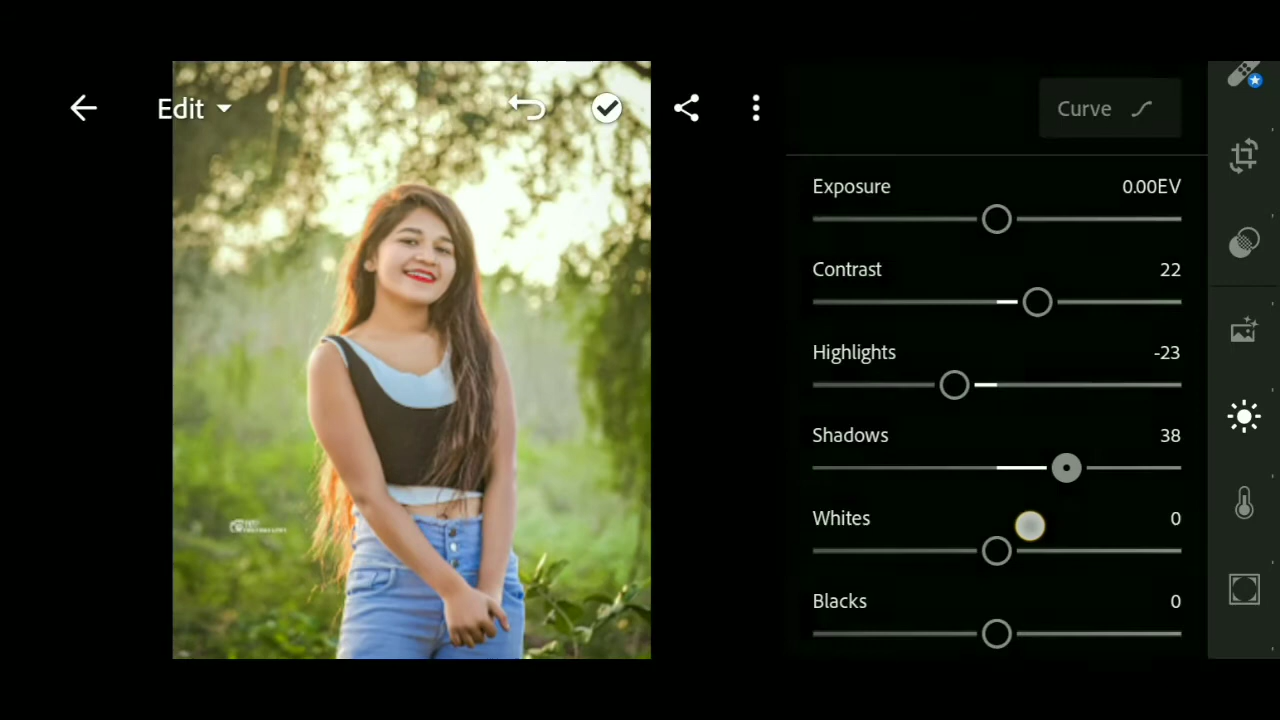 Edit
Curve
Exposure 0.00EV
Contrast 22
Highlights -23
Shadows 38
Whites 0
Blacks 0